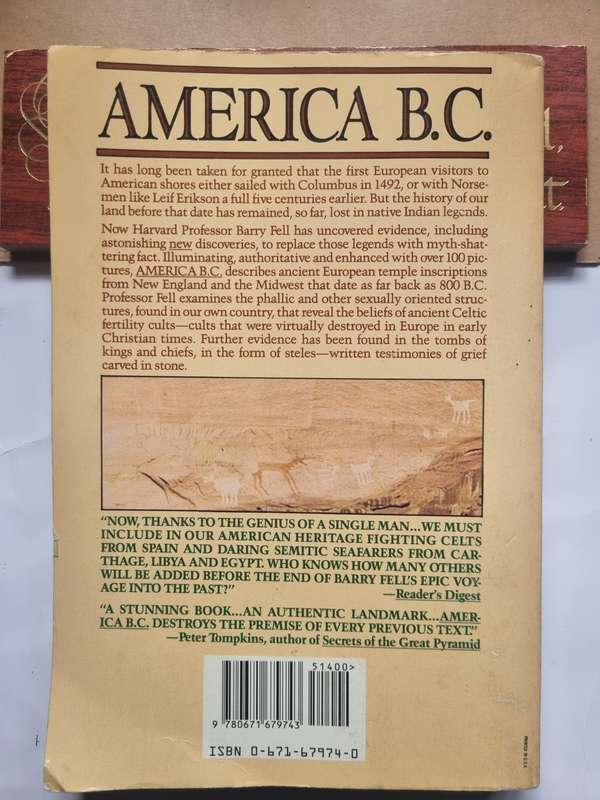 AMERICA B.C.
It has long been taken for granted that the first European visitors to
American shores either sailed with Columbus in 1492, or with Norse-
men like Leif Erikson a full five centuries earlier. But the history of our
land before that date has remained, so far, lost in native Indian legends.
Now Harvard Professor Barry Fell has uncovered evidence, including
astonishing new discoveries, to replace those legends with myth-shat-
tering fact. Illuminating, authoritative and enhanced with over 100 pic-
tures, AMERICA B.C. describes ancient European temple inscriptions
from New England and the Midwest that date as far back as 800 B.C.
Professor Fell examines the phallic and other sexually oriented struc-
tures, found in our own country, that reveal the beliefs of ancient Celtic
fertility cults—cults that were virtually destroyed in Europe in early
Christian times. Further evidence has been found in the tombs of
kings and chiefs, in the form of steles—written testimonies of grief
carved in stone.
"NOW, THANKS TO THE GENIUS OF A SINGLE MAN...WE MUST
INCLUDE IN OUR AMERICAN HERITAGE FIGHTING CELTS
FROM SPAIN AND DARING SEMITIC SEAFARERS FROM CAR-
THAGE, LIBYA AND EGYPT. WHO KNOWS HOW MANY OTHERS
WILL BE ADDED BEFORE THE END OF BARRY FELL'S EPIC VOY-
AGE INTO THE PAST?"
—Reader's Digest
"A STUNNING BOOK...AN AUTHENTIC LANDMARK...AMER-
ICA B.C. DESTROYS THE PREMISE OF EVERY PREVIOUS TEXT."
—Peter Tompkins, author of Secrets of the Great Pyramid
51400>
9 780671 679743
ISBN 0-671-67974-0
PRINTED IN U.S.A.